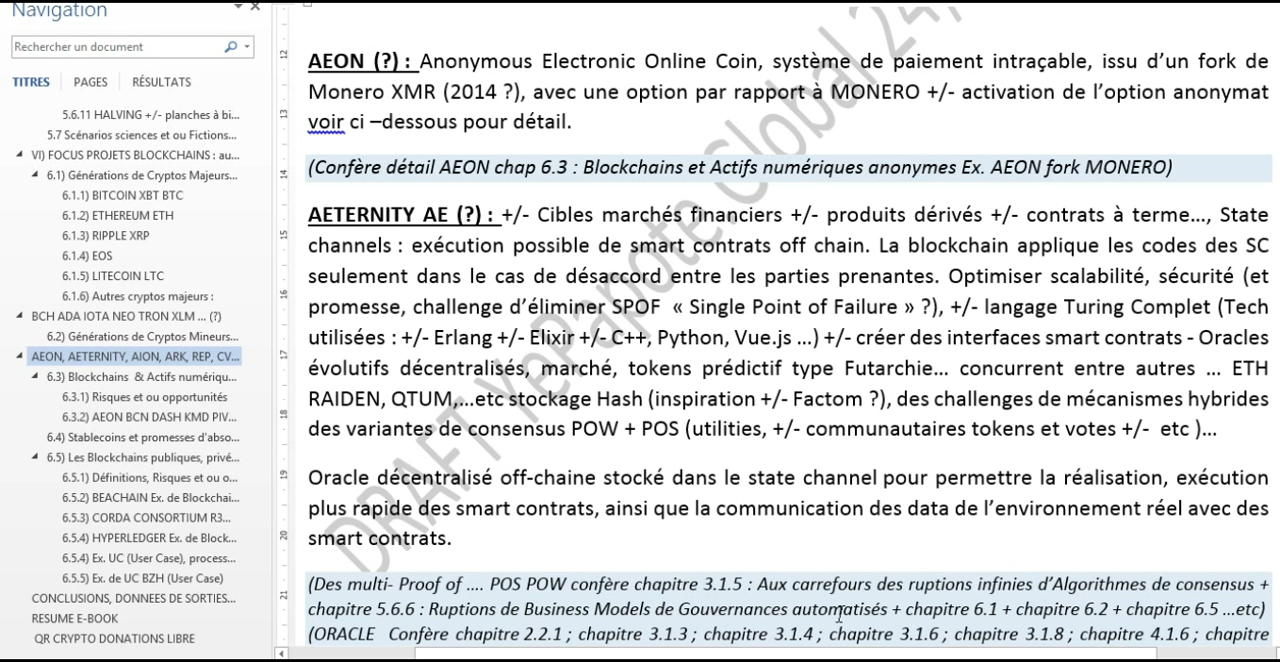 Navigation
Rechercher un document
TITRES PAGES RÉSULTATS
5.6.11 HALVING +/- planches à bi...
5.7 Scénarios sciences et ou Fictions...
VI) FOCUS PROJETS BLOCKCHAINS : au...
6.1) Générations de Cryptos Majeurs...
6.1.1) BITCOIN XBT BTC
6.1.2) ETHEREUM ETH
6.1.3) RIPPLE XRP
6.1.4) EOS
6.1.5) LITECOIN LTC
6.1.6) Autres cryptos majeurs :
BCH ADA IOTA NEO TRON XLM ... (?)
6.2) Générations de Cryptos Mineurs...
AEON, AETERNITY, AION, ARK, REP, CV...
6.3) Blockchains & Actifs numériqu...
6.3.1) Risques et ou opportunités
6.3.2) AEON BCN DASH KMD PIV...
6.4) Stablecoins et promesses d'abso...
6.5) Les Blockchains publiques, privé...
6.5.1) Définitions, Risques et ou o...
6.5.2) BEACHAIN Ex. de Blockchai...
6.5.3) CORDA CONSORTIUM R3...
6.5.4) HYPERLEDGER Ex. de Block...
6.5.4) Ex. UC (User Case), process...
6.5.5) Ex. de UC BZH (User Case)
CONCLUSIONS, DONNEES DE SORTIES...
RESUME E-BOOK
QR CRYPTO DONATIONS LIBRE
12
13
14
15
16
17
18
19
20
21
AEON (?) : Anonymous Electronic Online Coin, système de paiement intraçable, issu d'un fork de
Monero XMR (2014 ?), avec une option par rapport à MONERO +/- activation de l'option anonymat
voir ci –dessous pour détail.
(Confère détail AEON chap 6.3 : Blockchains et Actifs numériques anonymes Ex. AEON fork MONERO)
AETERNITY AE (?) : +/- Cibles marchés financiers +/- produits dérivés +/- contrats à terme..., State
channels : exécution possible de smart contrats off chain. La blockchain applique les codes des SC
seulement dans le cas de désaccord entre les parties prenantes. Optimiser scalabilité, sécurité (et
promesse, challenge d'éliminer SPOF « Single Point of Failure » ?), +/- langage Turing Complet (Tech
utilisées : +/- Erlang +/- Elixir +/- C++, Python, Vue.js ...) +/- créer des interfaces smart contrats - Oracles
évolutifs décentralisés, marché, tokens prédictif type Futarchie... concurrent entre autres ... ETH
RAIDEN, QTUM,...etc stockage Hash (inspiration +/- Factom ?), des challenges de mécanismes hybrides
des variantes de consensus POW + POS (utilities, +/- communautaires tokens et votes +/- etc )...
Oracle décentralisé off-chaine stocké dans le state channel pour permettre la réalisation, exécution
plus rapide des smart contrats, ainsi que la communication des data de l'environnement réel avec des
smart contrats.
(Des multi- Proof of .... POS POW confère chapitre 3.1.5 : Aux carrefours des ruptions infinies d'Algorithmes de consensus +
chapitre 5.6.6 : Ruptions de Business Models de Gouvernances automatisés + chapitre 6.1 + chapitre 6.2 + chapitre 6.5 ...etc)
(ORACLE Confère chapitre 2.2.1 ; chapitre 3.1.3 ; chapitre 3.1.4 ; chapitre 3.1.6 ; chapitre 3.1.8 ; chapitre 4.1.6 ; chapitre